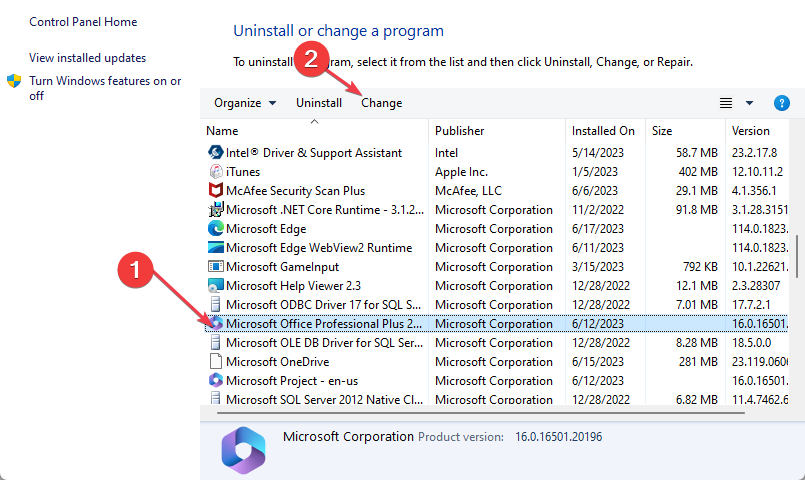 Control Panel Home
View installed updates
Turn Windows features on or
off
Uninstall or change a program
To uninstall ram, select it from the list and then click Uninstall, Change, or Repair.
2
Organize Uninstall Change ?
Name Publisher Installed On Size Version
Intel® Driver & Support Assistant Intel 5/14/2023 58.7 MB 23.2.17.8
iTunes Apple Inc. 1/5/2023 402 MB 12.10.11.2
McAfee Security Scan Plus McAfee, LLC 6/6/2023 29.1 MB 4.1.356.1
Microsoft .NET Core Runtime - 3.1.2... Microsoft Corporation 11/2/2022 91.8 MB 3.1.28.3151
Microsoft Edge Microsoft Corporation 6/17/2023 114.0.1823.
Microsoft Edge WebView2 Runtime Microsoft Corporation 6/11/2023 114.0.1823.
1
Microsoft GameInput Microsoft Corporation 3/15/2023 792 KB 10.1.22621.
Microsoft Help Viewer 2.3 Microsoft Corporation 12/28/2022 12.1 MB 2.3.28307
Microsoft ODBC Driver 17 for SQL S... Microsoft Corporation 12/28/2022 7.01 MB 17.7.2.1
Microsoft Office Professional Plus 2... Microsoft Corporation 6/12/2023 16.0.16501.
Microsoft OLE DB Driver for SQL Ser... Microsoft Corporation 12/28/2022 8.28 MB 18.5.0.0
Microsoft OneDrive Microsoft Corporation 6/15/2023 281 MB 23.119.0606
Microsoft Project - en-us Microsoft Corporation 6/12/2023 16.0.16501.
Microsoft SQL Server 2012 Native Cl... Microsoft Corporation 12/28/2022 6.82 MB 11.4.7462.6
Microsoft Corporation Product version: 16.0.16501.20196